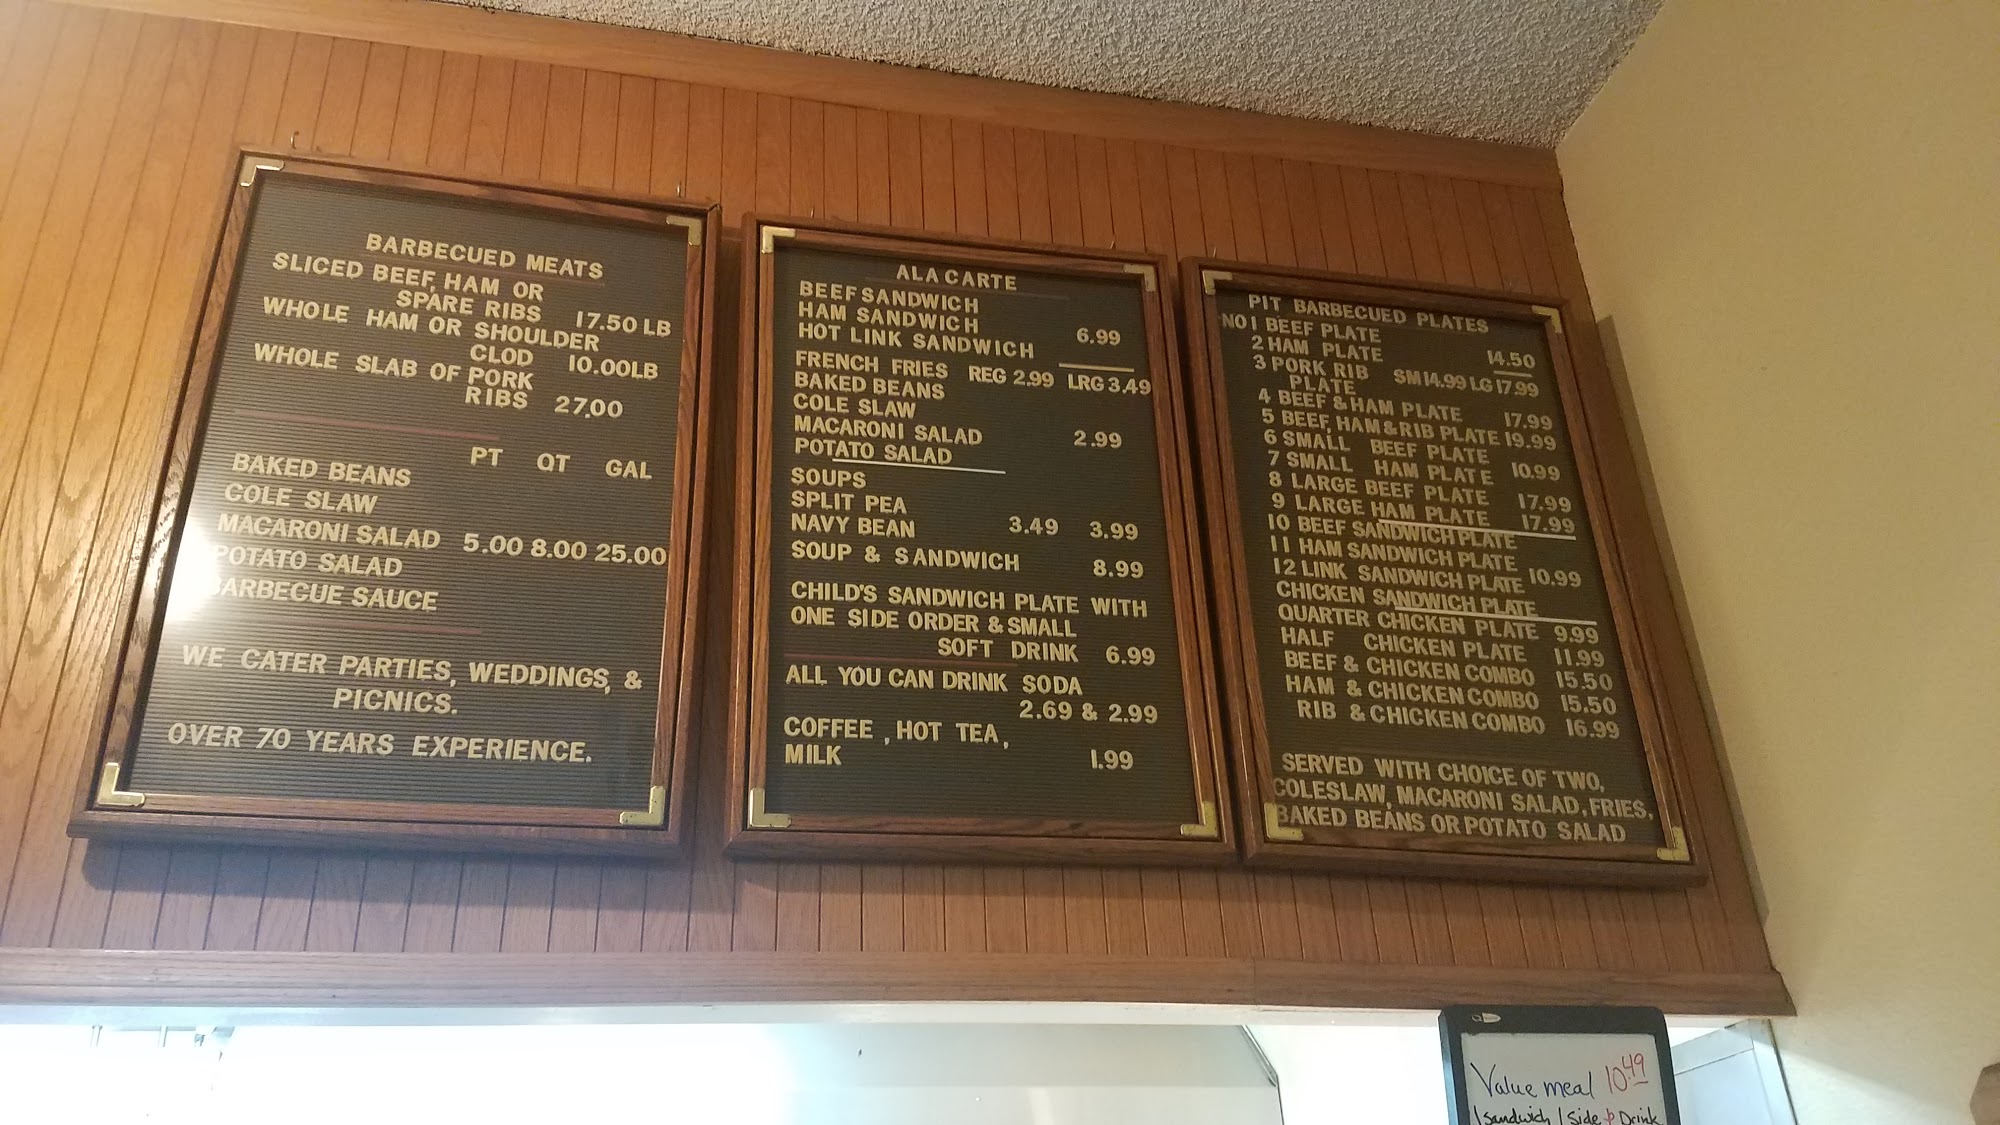 BARBECUED MEATS
SLICED BEEF, HAM OR
SPARE RIBS 17.50 LB
WHOLE HAM OR SHOULDER
CLOD 10.00LB
WHOLE SLAB OF PORK
RIBS 27.00
PT QT GAL
BAKED BEANS
COLE SLAW
MACARONI SALAD 5.00 8.00 25.00
POTATO SALAD
BARBECUE SAUCE
WE CATER PARTIES, WEDDINGS, &
PICNICS.
OVER 70 YEARS EXPERIENCE.
ALA CARTE
BEEF SANDWICH
HAM SANDWICH 6.99
HOT LINK SANDWICH
FRENCH FRIES REG 2.99 LRG 3.49
BAKED BEANS
COLE SLAW
MACARONI SALAD 2.99
POTATO SALAD
SOUPS
SPLIT PEA
NAVY BEAN 3.49 3.99
SOUP & SANDWICH 8.99
CHILD'S SANDWICH PLATE WITH
ONE SIDE ORDER & SMALL
SOFT DRINK 6.99
ALL YOU CAN DRINK SODA
2.69 & 2.99
COFFEE , HOT TEA,
MILK 1.99
PIT BARBECUED PLATES
NO 1 BEEF PLATE
2 HAM PLATE 14.50
3 PORK RIB
PLATE SM 14.99 LG 17.99
4 BEEF & HAM PLATE 17.99
5 BEEF, HAM & RIB PLATE 19.99
6 SMALL BEEF PLATE
7 SMALL HAM PLATE 10.99
8 LARGE BEEF PLATE 17.99
9 LARGE HAM PLATE 17.99
10 BEEF SANDWICH PLATE
11 HAM SANDWICH PLATE
12 LINK SANDWICH PLATE 10.99
CHICKEN SANDWICH PLATE
QUARTER CHICKEN PLATE 9.99
HALF CHICKEN PLATE 11.99
BEEF & CHICKEN COMBO 15.50
HAM & CHICKEN COMBO 15.50
RIB & CHICKEN COMBO 16.99
SERVED WITH CHOICE OF TWO,
COLESLAW, MACARONI SALAD, FRIES,
BAKED BEANS OR POTATO SALAD
Value meal 10.49
1 Sandwich 1 Side & Drink